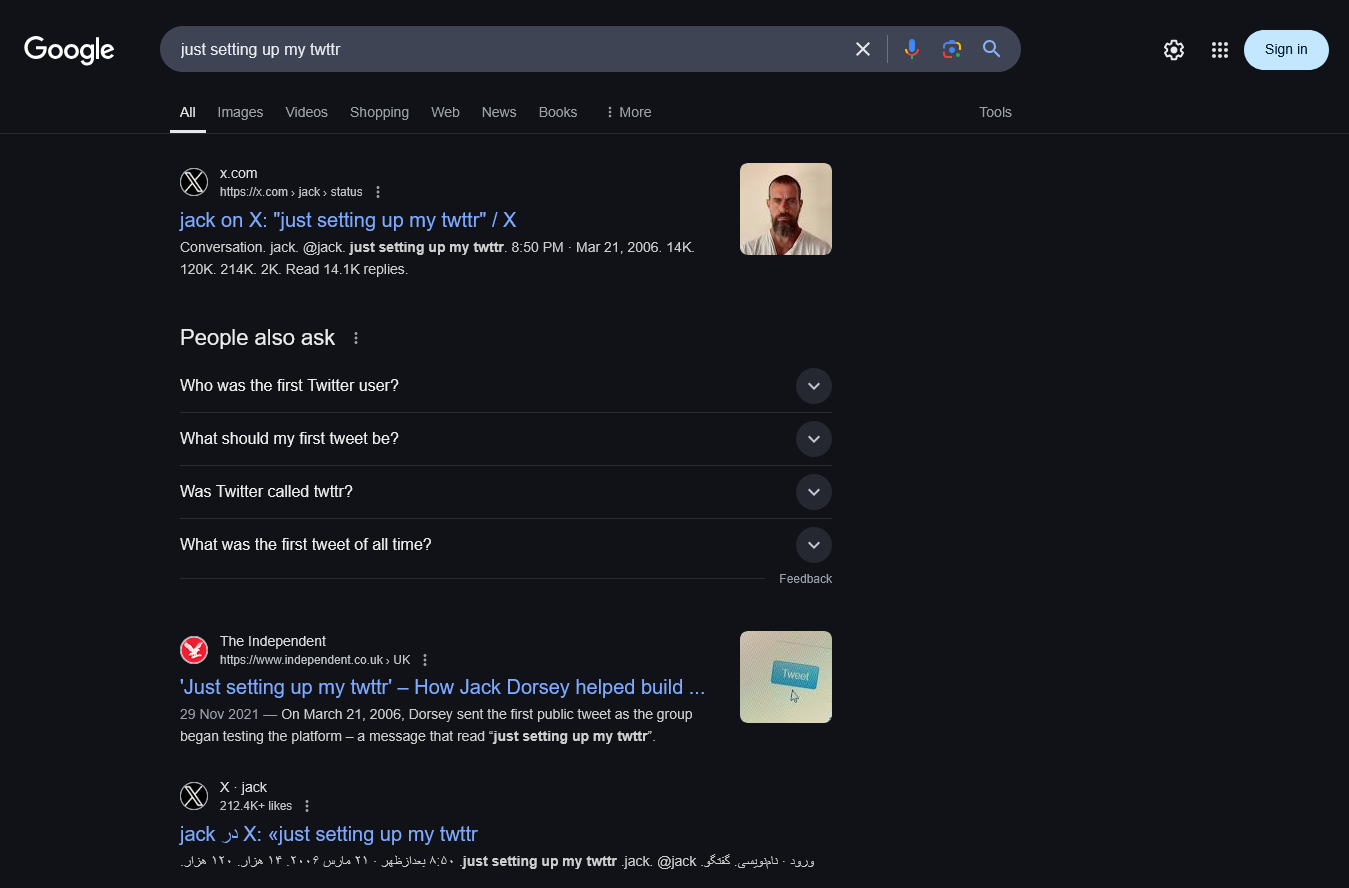 Google
just setting up my twttr
Sign in
All Images Videos Shopping Web News Books More Tools
x.com
https://x.com › jack › status
jack on X: "just setting up my twttr" / X
Conversation. jack. @jack. just setting up my twttr. 8:50 PM · Mar 21, 2006. 14K.
120K. 214K. 2K. Read 14.1K replies.
People also ask
Who was the first Twitter user?
What should my first tweet be?
Was Twitter called twttr?
What was the first tweet of all time?
Feedback
The Independent
https://www.independent.co.uk › UK
'Just setting up my twttr' – How Jack Dorsey helped build ...
29 Nov 2021 — On March 21, 2006, Dorsey sent the first public tweet as the group
began testing the platform – a message that read “just setting up my twttr”.
Tweet
X · jack
212.4K+ likes
jack در X: «just setting up my twttr
ورود · نام‌نویسی. گفتگو. jack. @jack. just setting up my twttr. ۸:۵۰ بعدازظهر · ۲۱ مارس ۲۰۰۶. ۱۴ هزار. ۱۲۰ هزار.